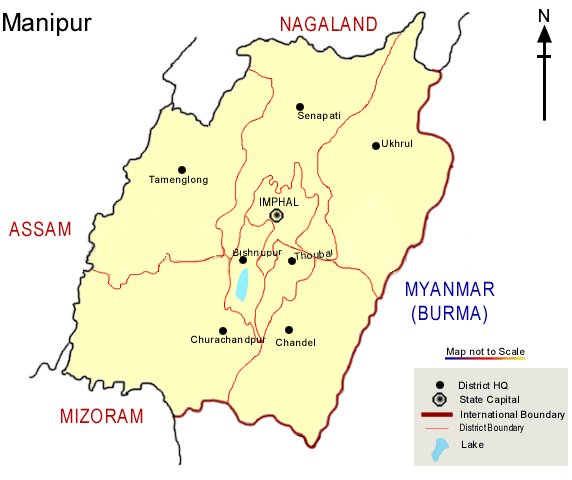 Manipur
NAGALAND
N
Senapati
Ukhrul
Tamenglong
IMPHAL
ASSAM
Bishnupur
Thoubal
MYANMAR
(BURMA)
Churachandpur
Chandel
Map not to Scale
MIZORAM
District HQ
State Capital
International Boundary
District Boundary
Lake